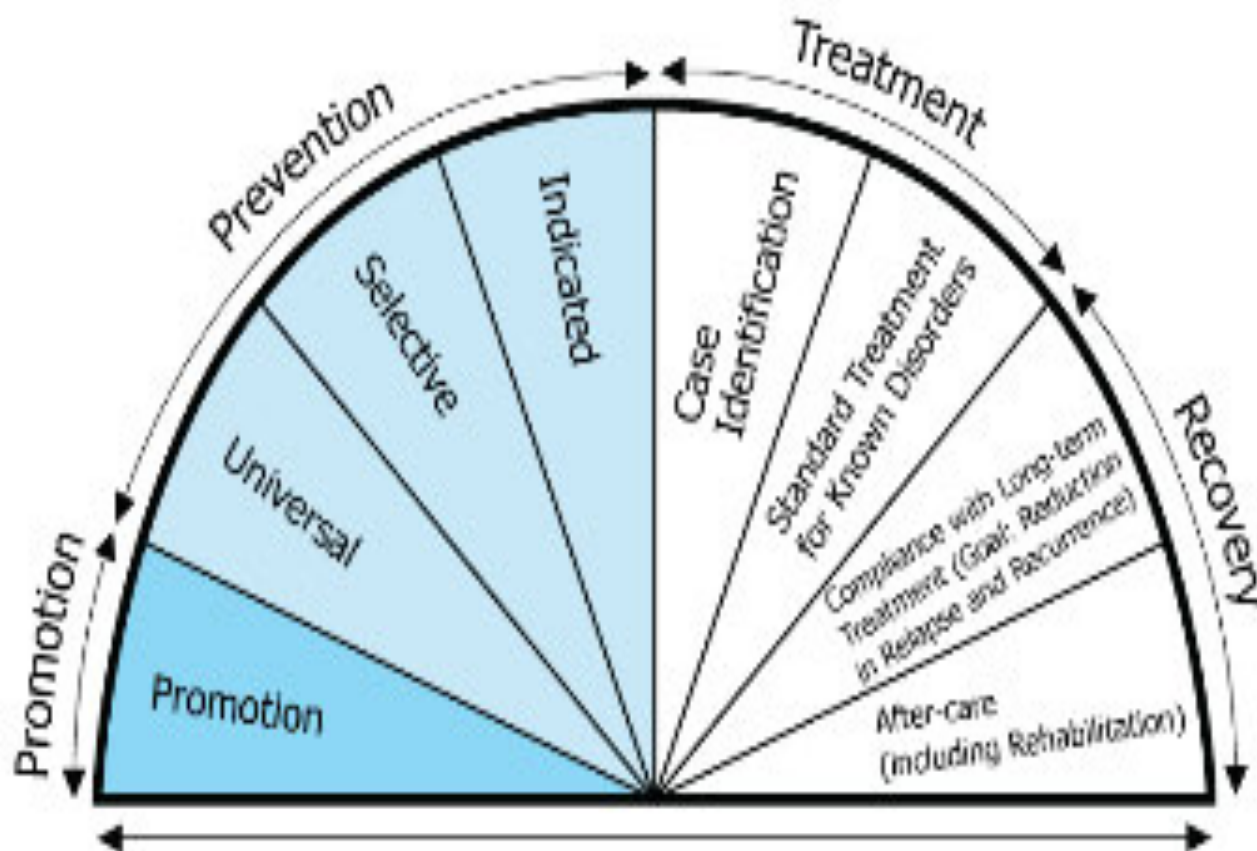 Promotion
Prevention
Treatment
Recovery
Promotion
Universal
Selective
Indicated
Case
Identification
Standard Treatment
for Known Disorders
Compliance with Long-term
Treatment (Goal: Reduction
in Relapse and Recurrence)
After-care
(including Rehabilitation)